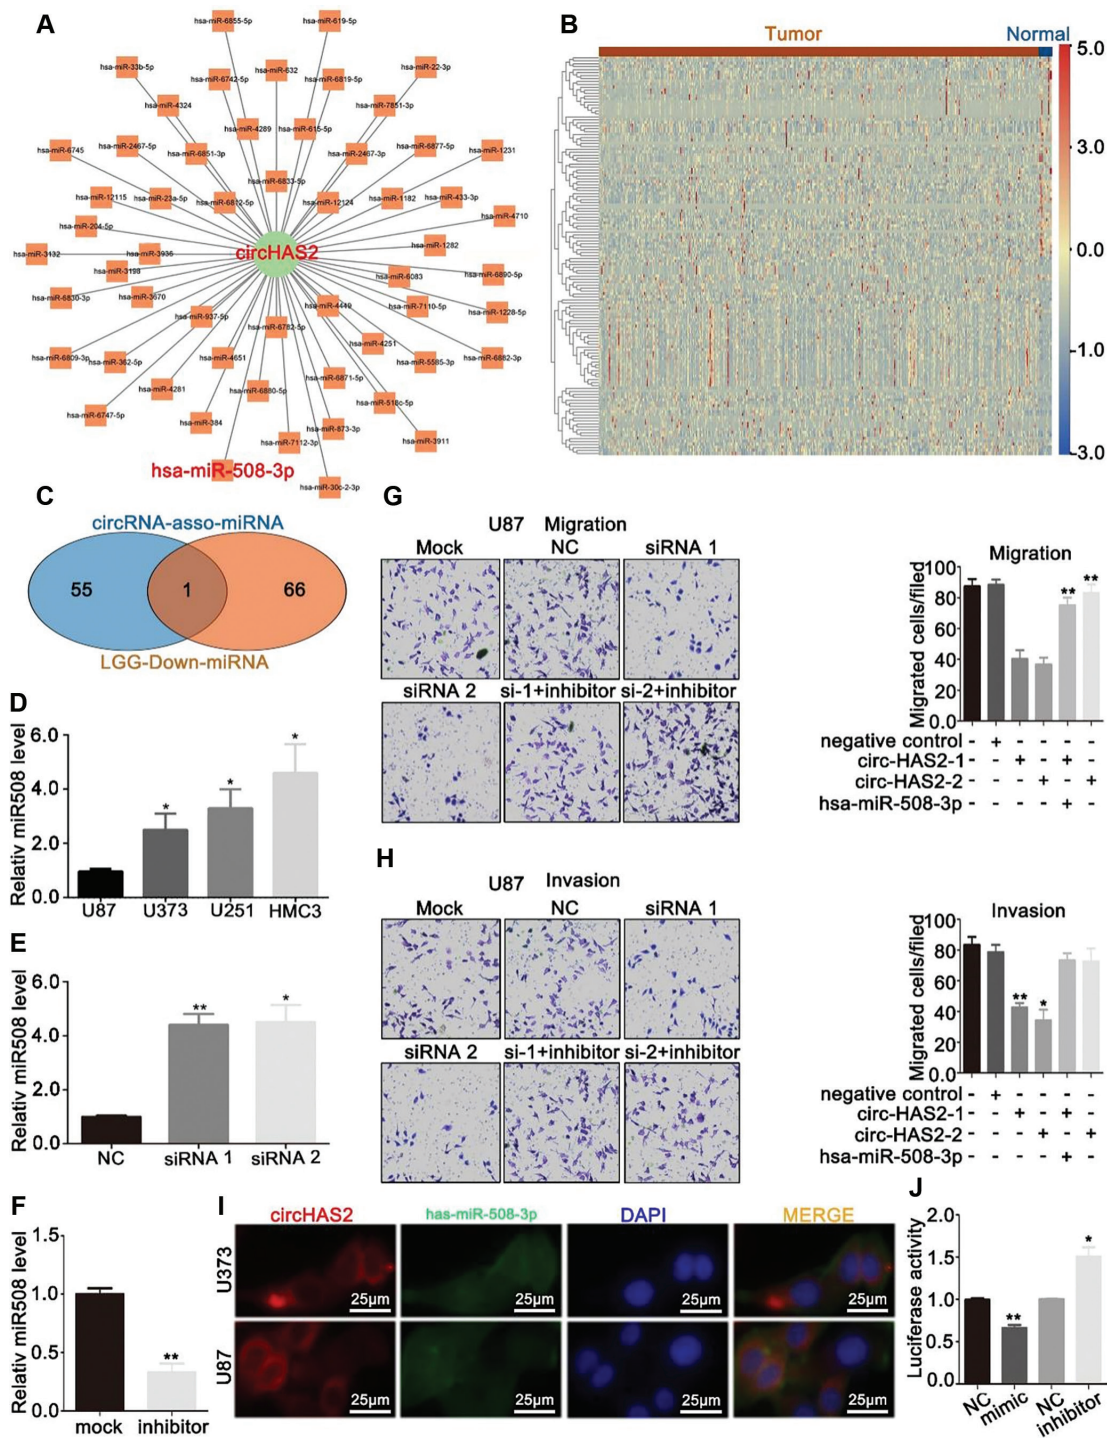 A
hsa-miR-6855-5p
hsa-miR-619-5p
hsa-miR-33b-5p
hsa-miR-6742-5p
hsa-miR-632
hsa-miR-6819-5p
hsa-miR-22-3p
hsa-miR-4324
hsa-miR-7851-3p
hsa-miR-4289
hsa-miR-615-5p
hsa-miR-6745
hsa-miR-2467-5p
hsa-miR-6851-3p
hsa-miR-2467-3p
hsa-miR-6877-5p
hsa-miR-1231
hsa-miR-6833-5p
hsa-miR-12115
hsa-miR-23a-5p
hsa-miR-6812-5p
hsa-miR-12124
hsa-miR-1182
hsa-miR-433-3p
hsa-miR-4710
hsa-miR-204-5p
hsa-miR-1282
hsa-miR-3132
hsa-miR-3936
circHAS2
hsa-miR-3198
hsa-miR-6083
hsa-miR-6890-5p
hsa-miR-6830-3p
hsa-miR-3670
hsa-miR-4449
hsa-miR-7110-5p
hsa-miR-1228-5p
hsa-miR-937-5p
hsa-miR-6782-5p
hsa-miR-4251
hsa-miR-6809-3p
hsa-miR-362-5p
hsa-miR-4651
hsa-miR-5585-3p
hsa-miR-6882-3p
hsa-miR-4281
hsa-miR-6880-5p
hsa-miR-6871-5p
hsa-miR-518c-5p
hsa-miR-6747-5p
hsa-miR-384
hsa-miR-7112-3p
hsa-miR-873-3p
hsa-miR-3911
hsa-miR-508-3p
hsa-miR-30c-2-3p
B
Tumor
Normal
5.0
3.0
0.0
-1.0
-3.0
C
circRNA-asso-miRNA
55
1
66
LGG-Down-miRNA
D
Relativ miR508 level
6.0
4.0
2.0
0.0
*
*
*
U87 U373 U251 HMC3
E
Relativ miR508 level
6.0
4.0
2.0
0.0
**
*
NC siRNA 1 siRNA 2
F
Relativ miR508 level
1.5
1.0
0.5
0.0
**
mock inhibitor
G
U87 Migration
Mock NC siRNA 1
siRNA 2 si-1+inhibitor si-2+inhibitor
Migration
Migrated cells/filed
100
80
60
40
20
0.0
**
**
negative control - + - - - -
circ-HAS2-1 - - + - + -
circ-HAS2-2 - - - + - +
hsa-miR-508-3p - - - - + -
H
U87 Invasion
Mock NC siRNA 1
siRNA 2 si-1+inhibitor si-2+inhibitor
Invasion
Migrated cells/filed
100
80
60
40
20
0.0
**
*
negative control - + - - - -
circ-HAS2-1 - - + - + -
circ-HAS2-2 - - - + - +
hsa-miR-508-3p - - - - + -
I
circHAS2 has-miR-508-3p DAPI MERGE
U373
25μm 25μm 25μm 25μm
U87
25μm 25μm 25μm 25μm
J
Luciferase activity
2.0
1.5
1.0
0.5
0.0
**
*
NC mimic NC inhibitor